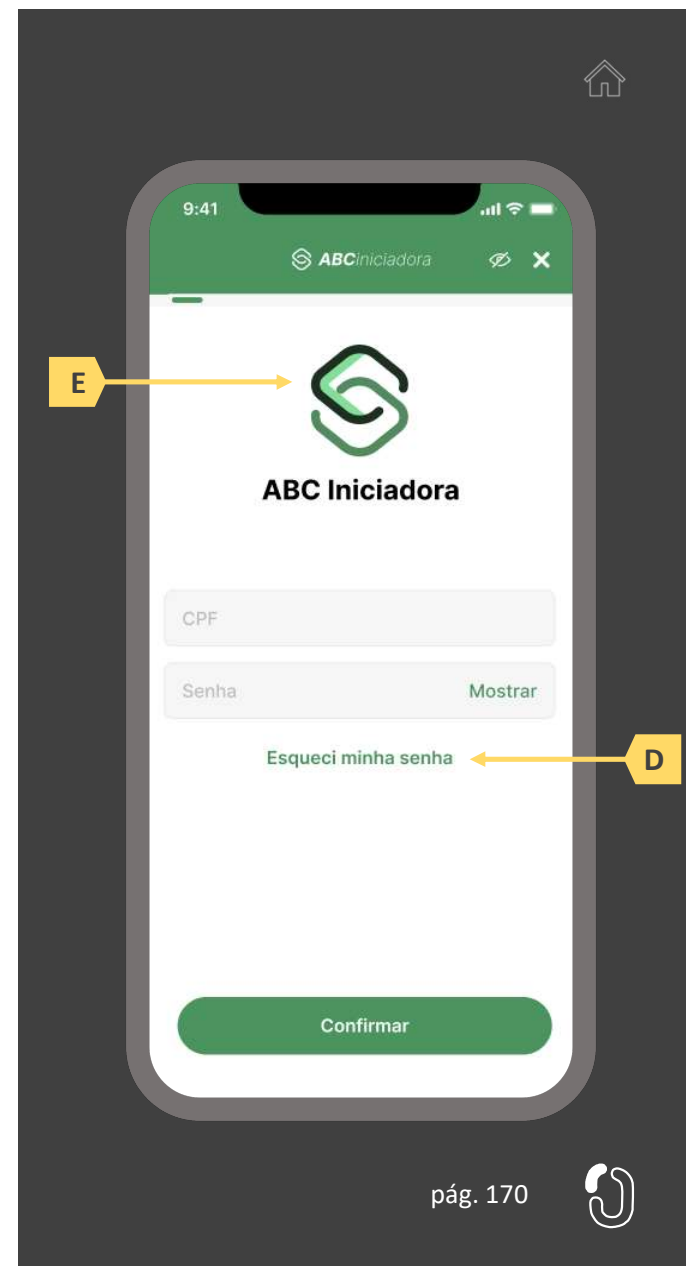 9:41
ABCiniciadora
E
ABC Iniciadora
CPF
Senha Mostrar
Esqueci minha senha
D
Confirmar
pág. 170